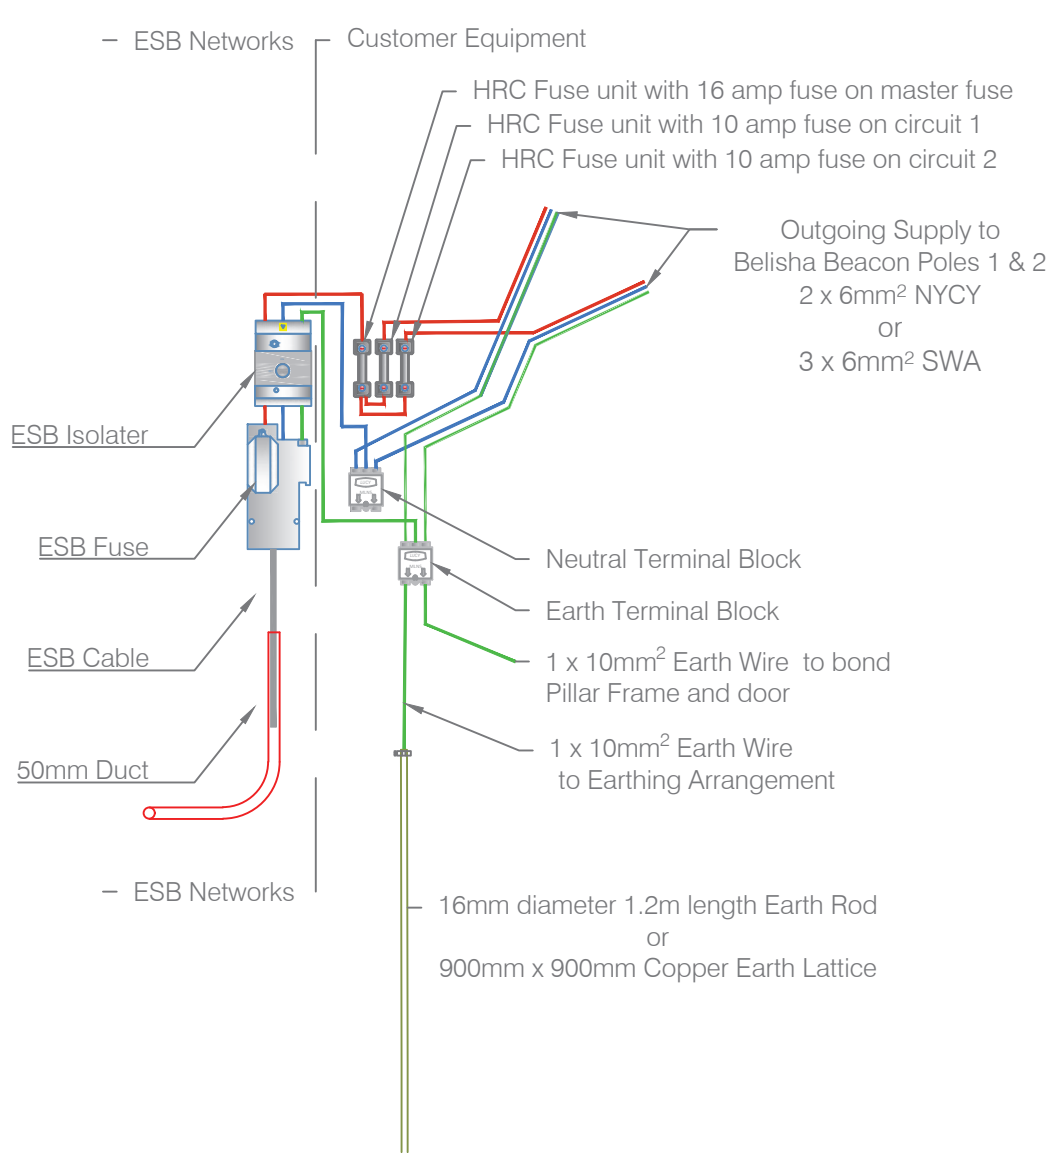 ESB Networks
Customer Equipment
HRC Fuse unit with 16 amp fuse on master fuse
HRC Fuse unit with 10 amp fuse on circuit 1
HRC Fuse unit with 10 amp fuse on circuit 2
Outgoing Supply to
Belisha Beacon Poles 1 & 2
2 x 6mm² NYCY
or
3 x 6mm² SWA
ESB Isolater
ESB Fuse
ESB Cable
50mm Duct
Neutral Terminal Block
Earth Terminal Block
1 x 10mm² Earth Wire to bond
Pillar Frame and door
1 x 10mm² Earth Wire
to Earthing Arrangement
ESB Networks
16mm diameter 1.2m length Earth Rod
or
900mm x 900mm Copper Earth Lattice